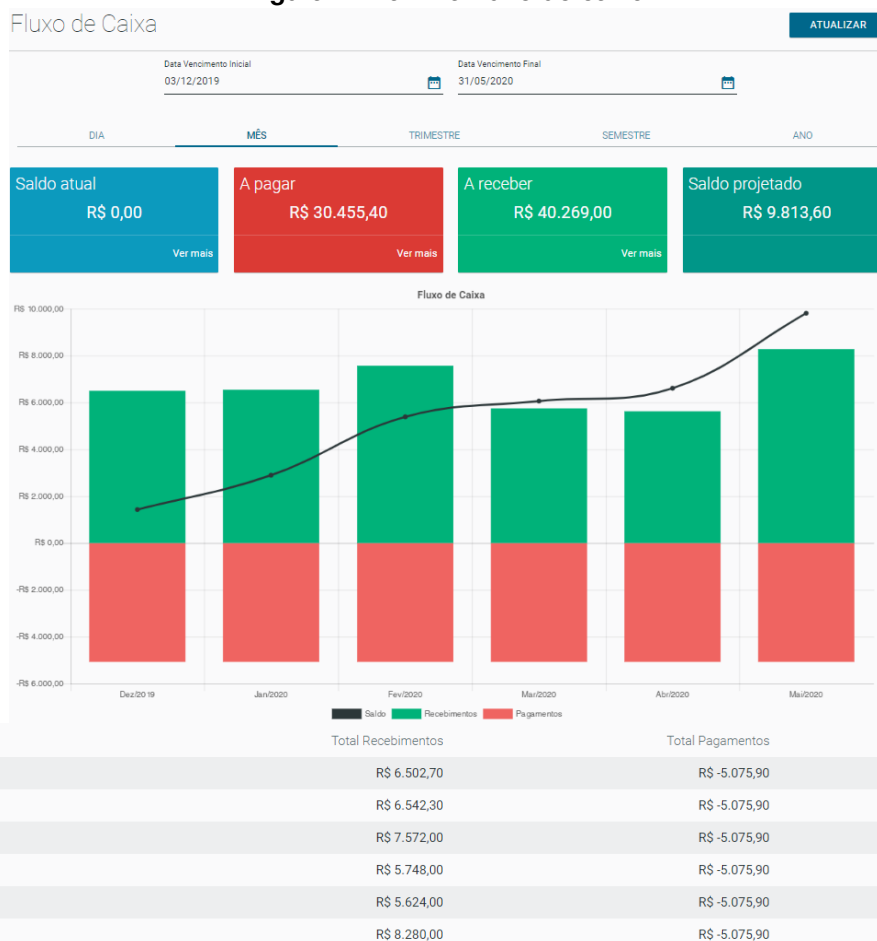 Fluxo de Caixa
ATUALIZAR
Data Vencimento Inicial
03/12/2019
Data Vencimento Final
31/05/2020
DIA
MÊS
TRIMESTRE
SEMESTRE
ANO
Saldo atual
R$ 0,00
Ver mais
A pagar
R$ 30.455,40
Ver mais
A receber
R$ 40.269,00
Ver mais
Saldo projetado
R$ 9.813,60
Fluxo de Caixa
R$ 10.000,00
R$ 8.000,00
R$ 6.000,00
R$ 4.000,00
R$ 2.000,00
R$ 0,00
-R$ 2.000,00
-R$ 4.000,00
-R$ 6.000,00
Dez/2019 Jan/2020 Fev/2020 Mar/2020 Abr/2020 Mai/2020
Saldo Recebimentos Pagamentos
Total Recebimentos Total Pagamentos
R$ 6.502,70 R$ -5.075,90
R$ 6.542,30 R$ -5.075,90
R$ 7.572,00 R$ -5.075,90
R$ 5.748,00 R$ -5.075,90
R$ 5.624,00 R$ -5.075,90
R$ 8.280,00 R$ -5.075,90